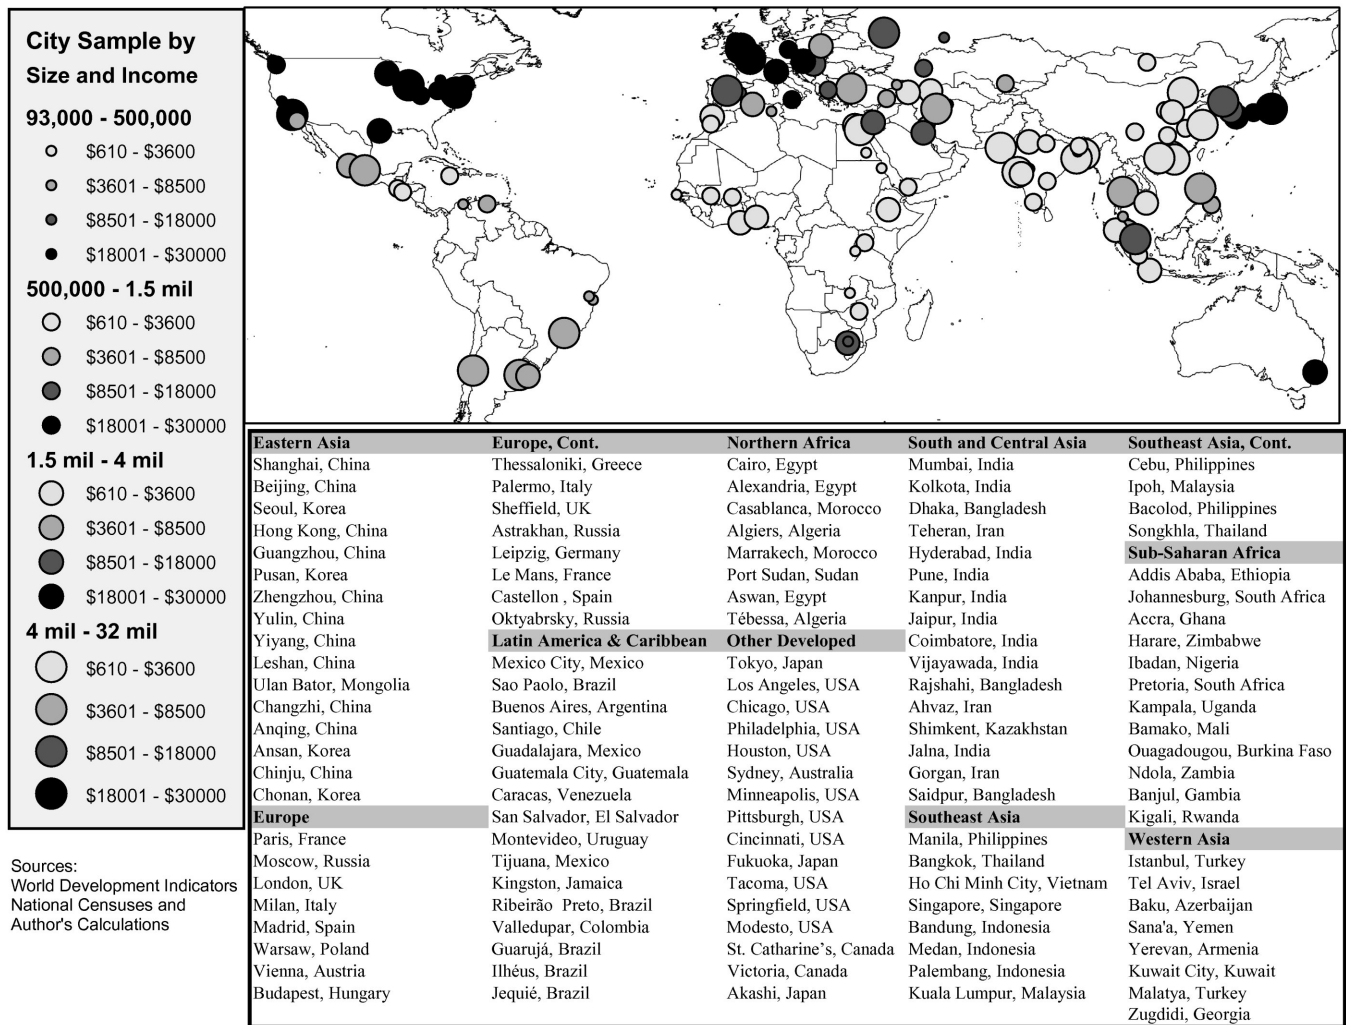 City Sample by
Size and Income
93,000 - 500,000
$610 - $3600
$3601 - $8500
$8501 - $18000
$18001 - $30000
500,000 - 1.5 mil
$610 - $3600
$3601 - $8500
$8501 - $18000
$18001 - $30000
1.5 mil - 4 mil
$610 - $3600
$3601 - $8500
$8501 - $18000
$18001 - $30000
4 mil - 32 mil
$610 - $3600
$3601 - $8500
$8501 - $18000
$18001 - $30000
Sources:
World Development Indicators
National Censuses and
Author's Calculations
Eastern Asia
Shanghai, China
Beijing, China
Seoul, Korea
Hong Kong, China
Guangzhou, China
Pusan, Korea
Zhengzhou, China
Yulin, China
Yiyang, China
Leshan, China
Ulan Bator, Mongolia
Changzhi, China
Anqing, China
Ansan, Korea
Chinju, China
Chonan, Korea
Europe
Paris, France
Moscow, Russia
London, UK
Milan, Italy
Madrid, Spain
Warsaw, Poland
Vienna, Austria
Budapest, Hungary
Europe, Cont.
Thessaloniki, Greece
Palermo, Italy
Sheffield, UK
Astrakhan, Russia
Leipzig, Germany
Le Mans, France
Castellon , Spain
Oktyabrsky, Russia
Latin America & Caribbean
Mexico City, Mexico
Sao Paolo, Brazil
Buenos Aires, Argentina
Santiago, Chile
Guadalajara, Mexico
Guatemala City, Guatemala
Caracas, Venezuela
San Salvador, El Salvador
Montevideo, Uruguay
Tijuana, Mexico
Kingston, Jamaica
Ribeirão Preto, Brazil
Valledupar, Colombia
Guarujá, Brazil
Ilhéus, Brazil
Jequié, Brazil
Northern Africa
Cairo, Egypt
Alexandria, Egypt
Casablanca, Morocco
Algiers, Algeria
Marrakech, Morocco
Port Sudan, Sudan
Aswan, Egypt
Tébessa, Algeria
Other Developed
Tokyo, Japan
Los Angeles, USA
Chicago, USA
Philadelphia, USA
Houston, USA
Sydney, Australia
Minneapolis, USA
Pittsburgh, USA
Cincinnati, USA
Fukuoka, Japan
Tacoma, USA
Springfield, USA
Modesto, USA
St. Catharine’s, Canada
Victoria, Canada
Akashi, Japan
South and Central Asia
Mumbai, India
Kolkota, India
Dhaka, Bangladesh
Teheran, Iran
Hyderabad, India
Pune, India
Kanpur, India
Jaipur, India
Coimbatore, India
Vijayawada, India
Rajshahi, Bangladesh
Ahvaz, Iran
Shimkent, Kazakhstan
Jalna, India
Gorgan, Iran
Saidpur, Bangladesh
Southeast Asia
Manila, Philippines
Bangkok, Thailand
Ho Chi Minh City, Vietnam
Singapore, Singapore
Bandung, Indonesia
Medan, Indonesia
Palembang, Indonesia
Kuala Lumpur, Malaysia
Southeast Asia, Cont.
Cebu, Philippines
Ipoh, Malaysia
Bacolod, Philippines
Songkhla, Thailand
Sub-Saharan Africa
Addis Ababa, Ethiopia
Johannesburg, South Africa
Accra, Ghana
Harare, Zimbabwe
Ibadan, Nigeria
Pretoria, South Africa
Kampala, Uganda
Bamako, Mali
Ouagadougou, Burkina Faso
Ndola, Zambia
Banjul, Gambia
Kigali, Rwanda
Western Asia
Istanbul, Turkey
Tel Aviv, Israel
Baku, Azerbaijan
Sana'a, Yemen
Yerevan, Armenia
Kuwait City, Kuwait
Malatya, Turkey
Zugdidi, Georgia